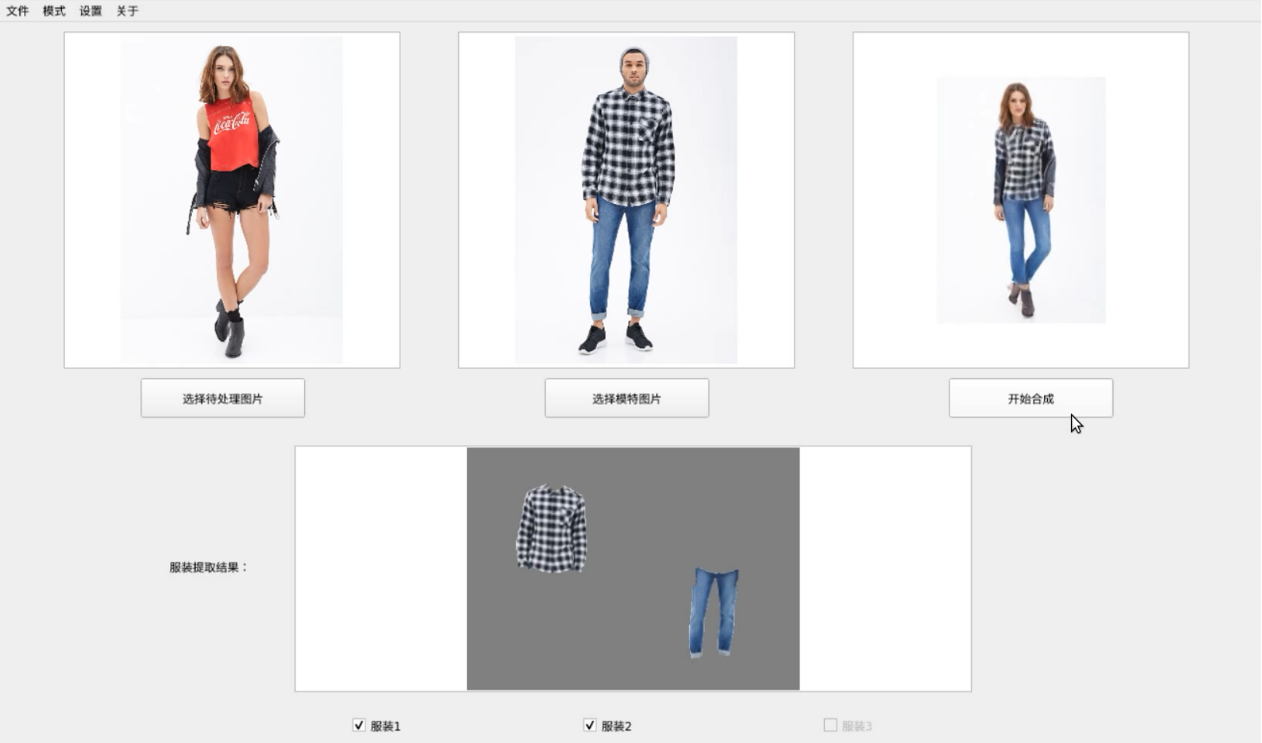 文件 模式 设置 关于
Coca-Cola
选择待处理图片 选择模特图片 开始合成
服装提取结果：
服装1 服装2 服装3